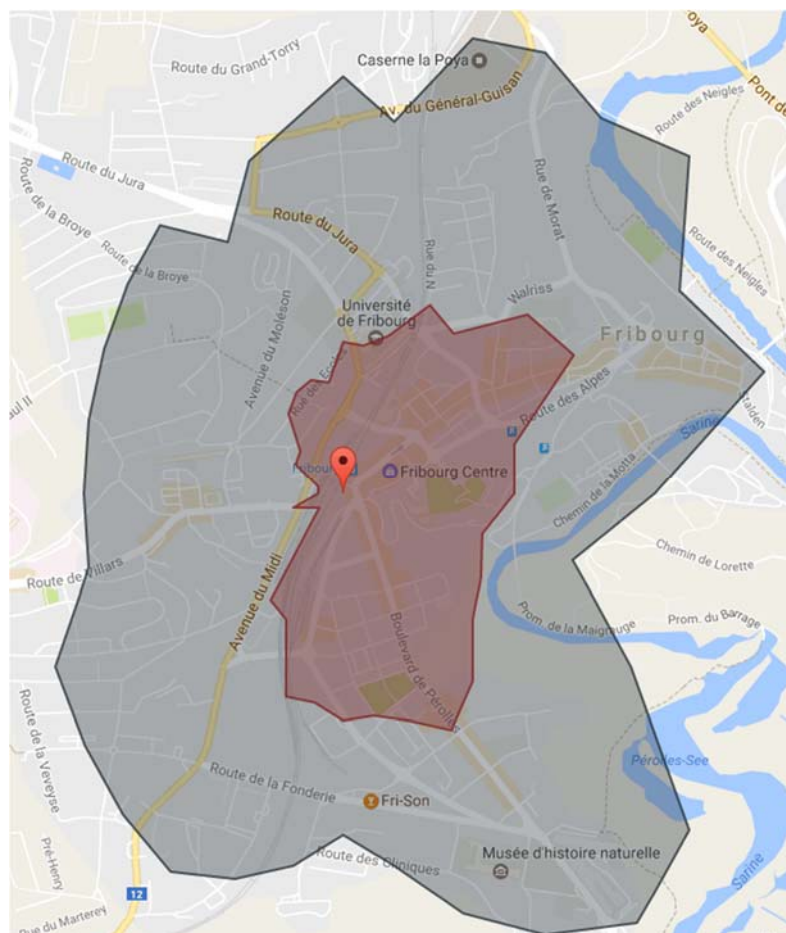 Caserne la Poya
Route du Grand-Torry
Av. du Général-Guisan
Pont de
Route des Neigles
Route du Jura
Route de la Broye
Rue de Morat
Route du Jura
Route de la Broye
Rue du N
Route des Neigles
Walriss
Université
de Fribourg
Fribourg
Avenue du Moléson
Rue des Ecoles
Route des Alpes
Stalden
Sarine
Fribourg Centre
Chemin de la Motta
Chemin de Lorette
Route de Villars
Avenue du Midi
Prom. de la Maigrauge
Prom. du Barrage
Boulevard de Pérolles
Route de la Veveyse
Pérolles-See
Route de la Fonderie
Fri-Son
Musée d'histoire naturelle
Route des Cliniques
Pré-Henry
Sarine
12
Rue du Marterey